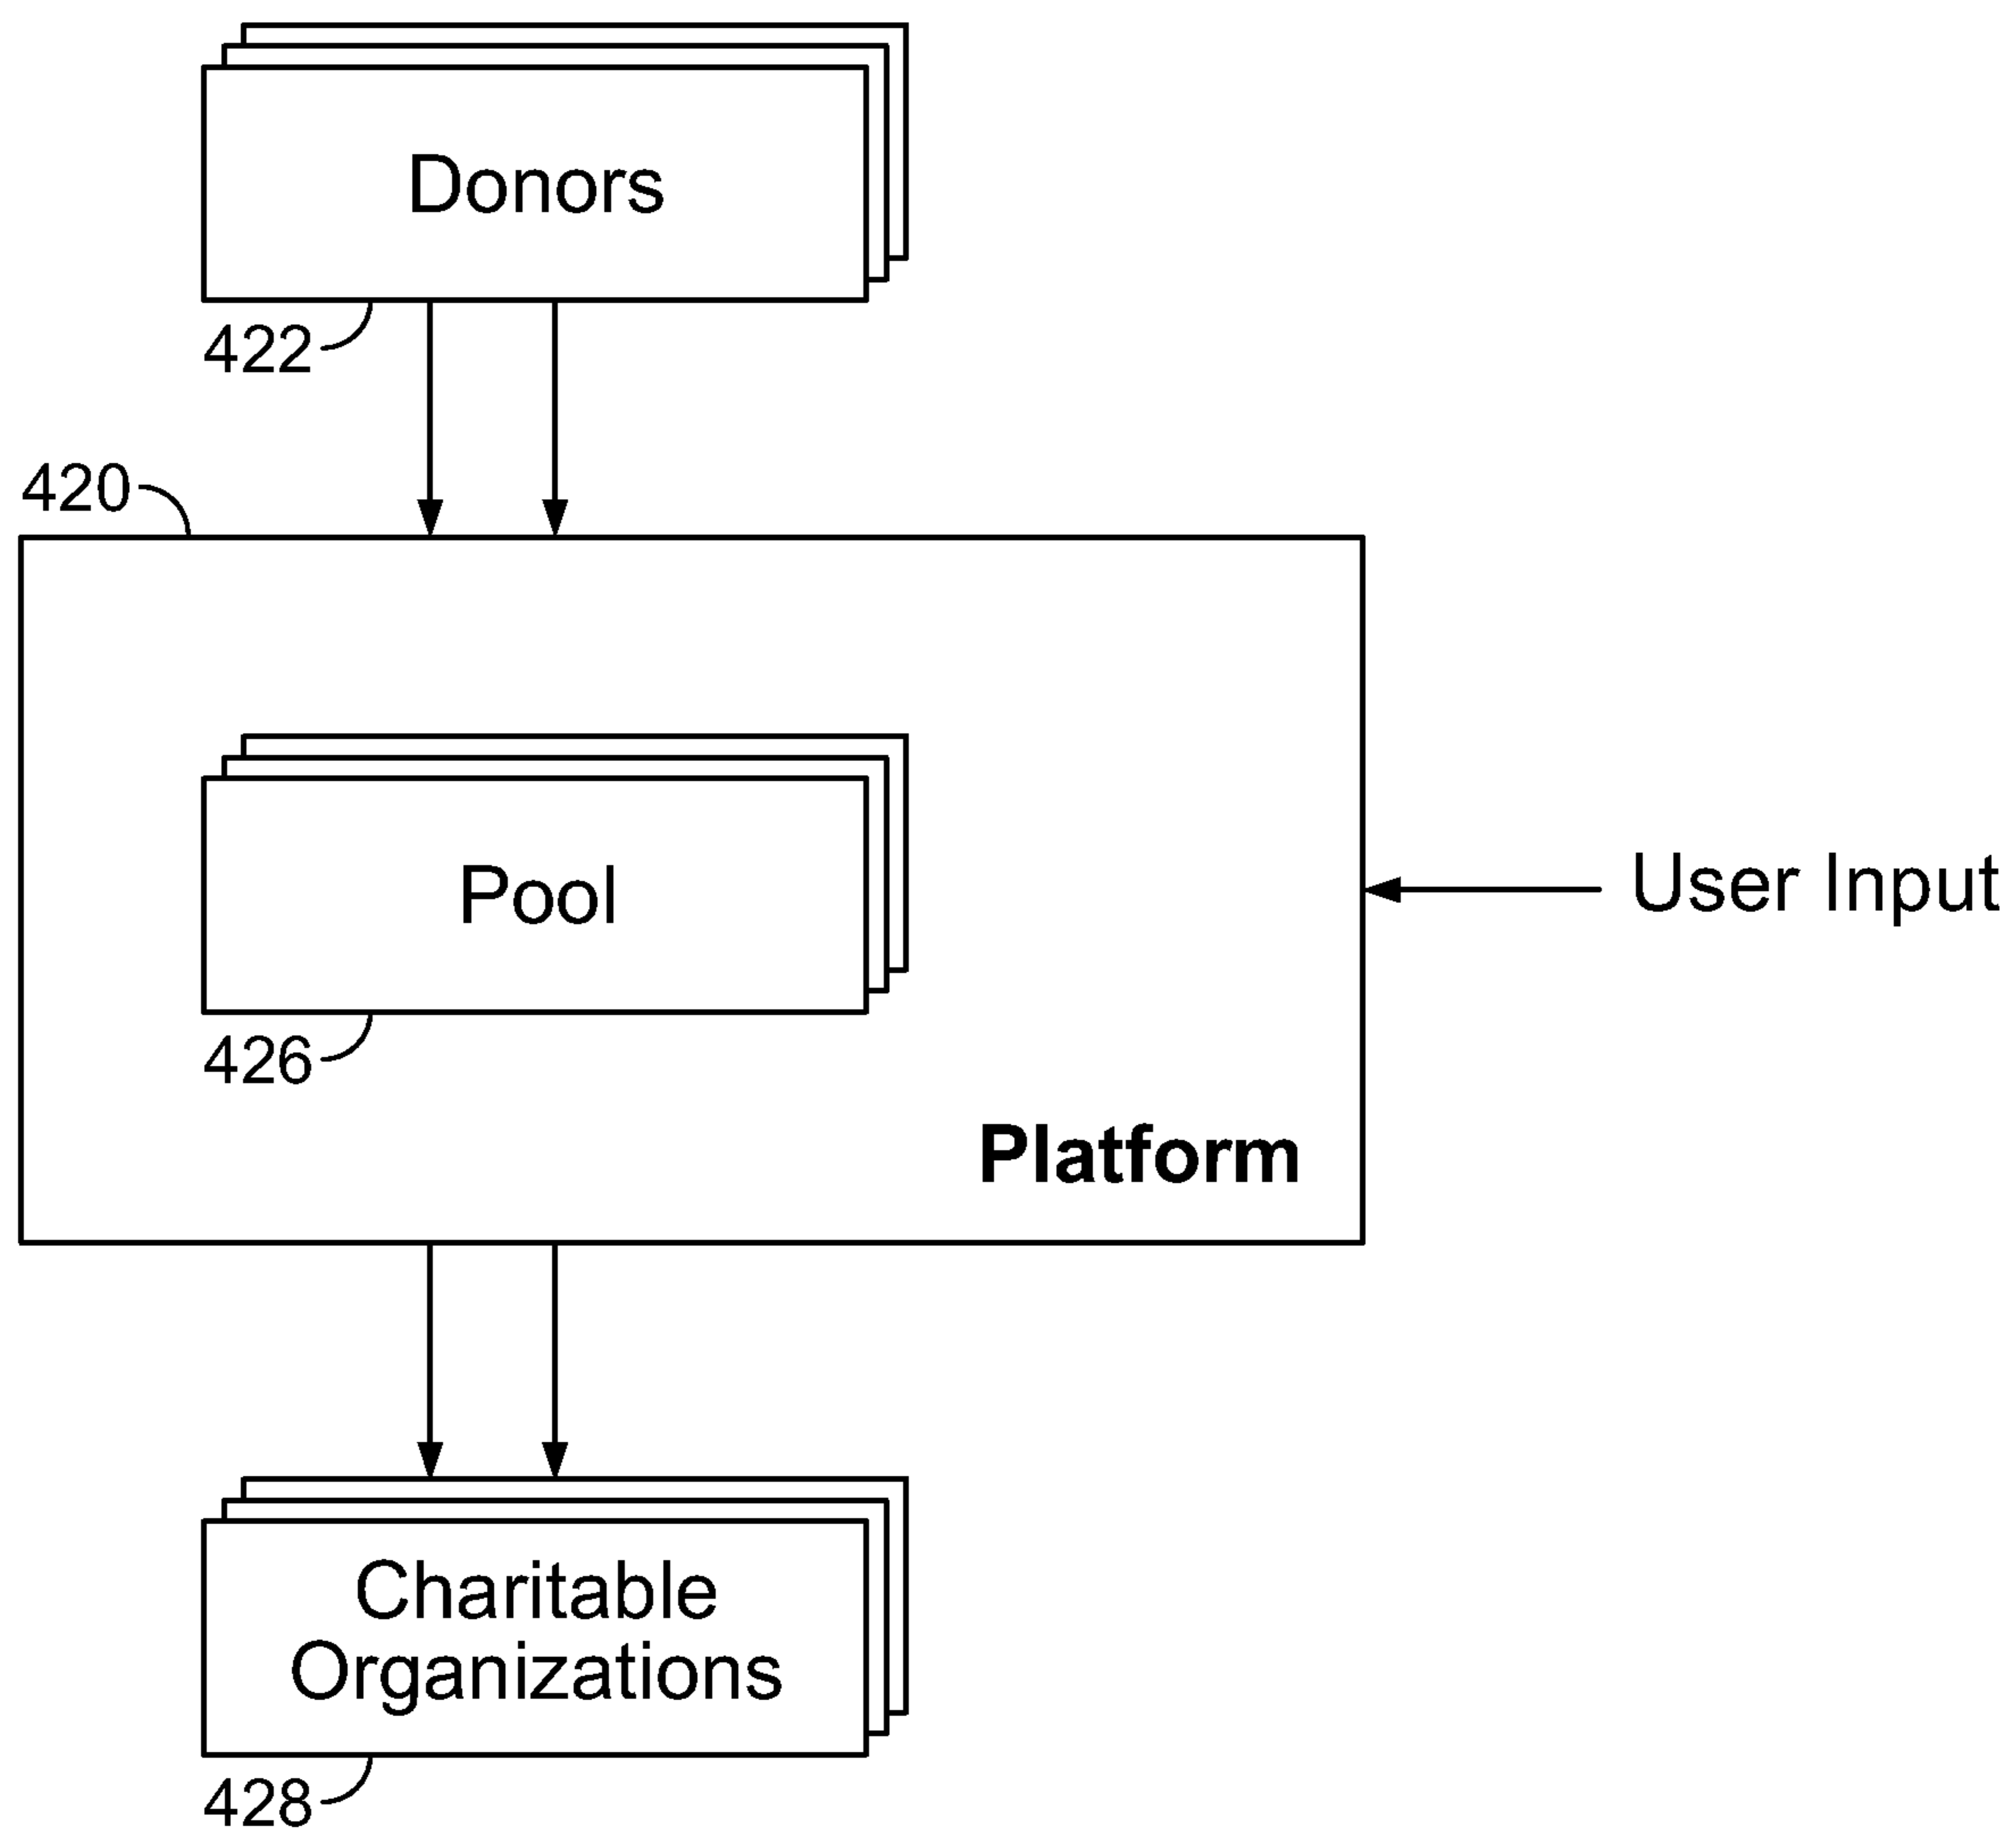 Donors
422
420
Pool
User Input
426
Platform
Charitable
Organizations
428